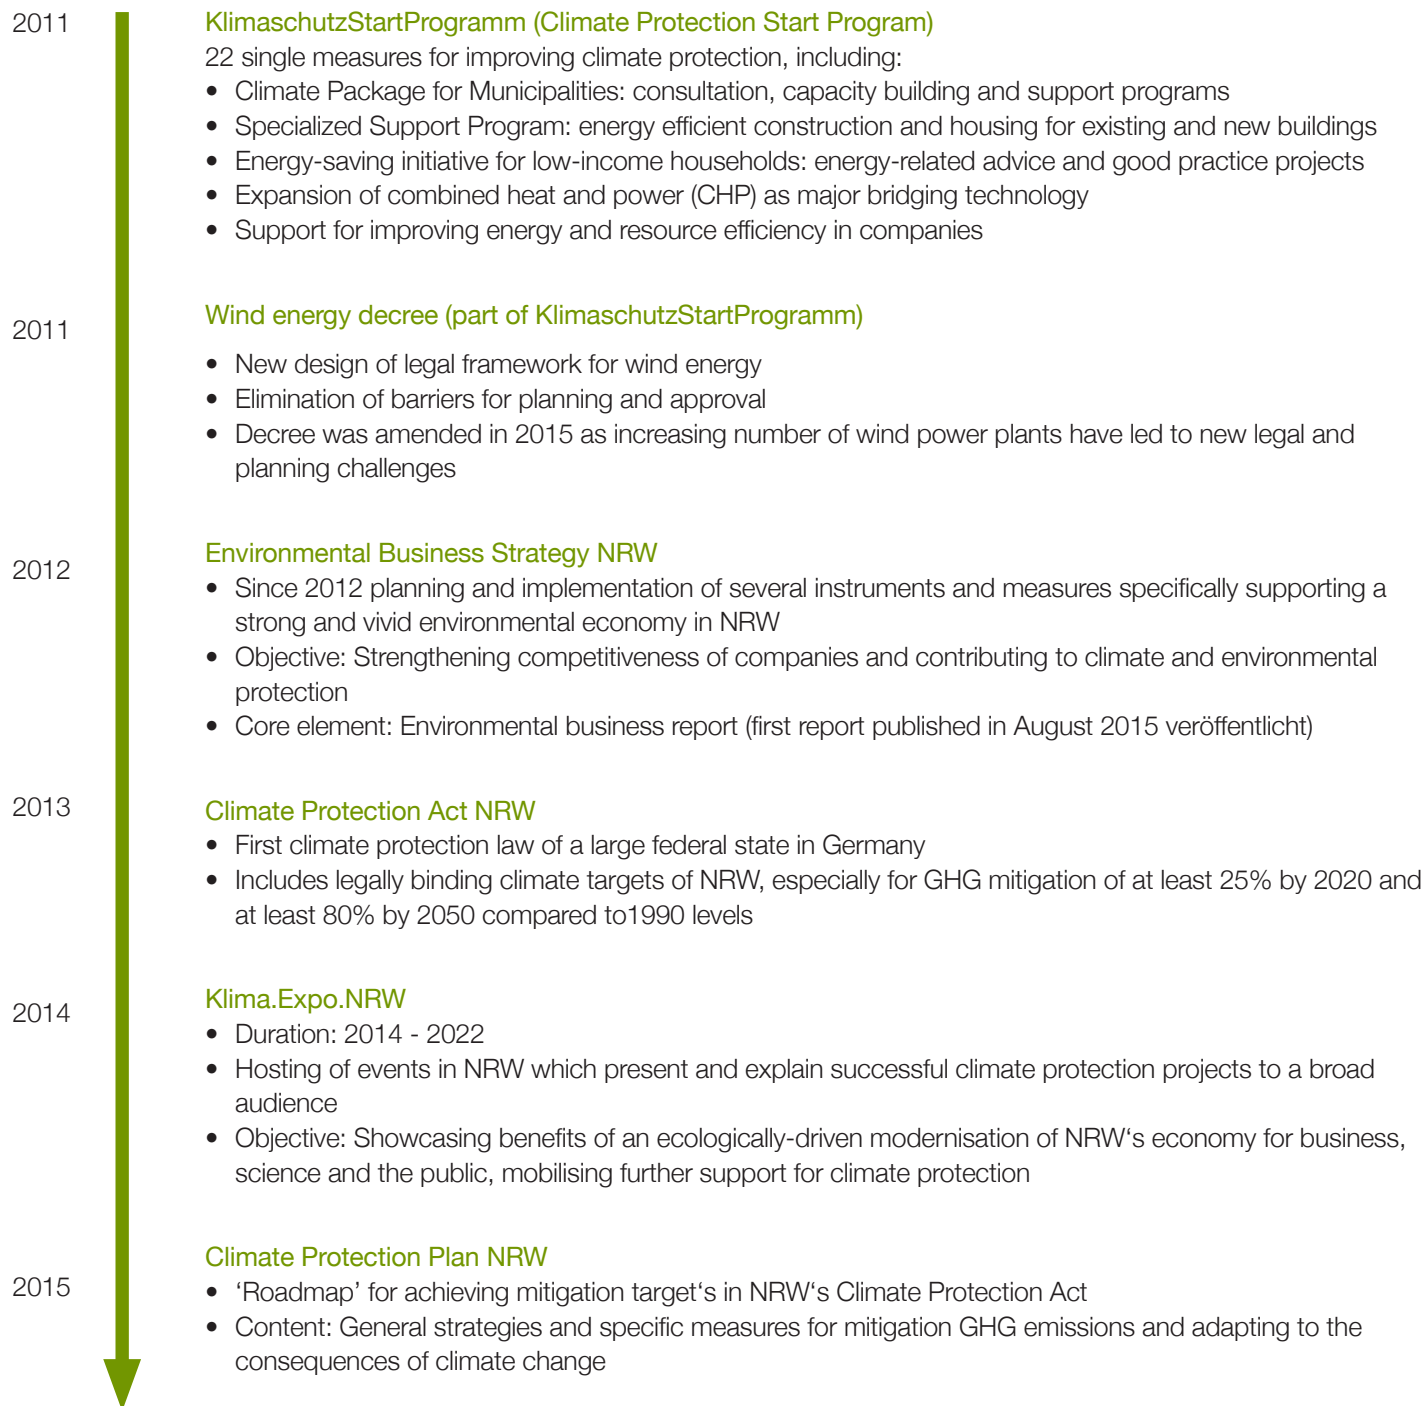 2011
KlimaschutzStartProgramm (Climate Protection Start Program)
22 single measures for improving climate protection, including:
• Climate Package for Municipalities: consultation, capacity building and support programs
• Specialized Support Program: energy efficient construction and housing for existing and new buildings
• Energy-saving initiative for low-income households: energy-related advice and good practice projects
• Expansion of combined heat and power (CHP) as major bridging technology
• Support for improving energy and resource efficiency in companies
2011
Wind energy decree (part of KlimaschutzStartProgramm)
• New design of legal framework for wind energy
• Elimination of barriers for planning and approval
• Decree was amended in 2015 as increasing number of wind power plants have led to new legal and
planning challenges
2012
Environmental Business Strategy NRW
• Since 2012 planning and implementation of several instruments and measures specifically supporting a
strong and vivid environmental economy in NRW
• Objective: Strengthening competitiveness of companies and contributing to climate and environmental
protection
• Core element: Environmental business report (first report published in August 2015 veröffentlicht)
2013
Climate Protection Act NRW
• First climate protection law of a large federal state in Germany
• Includes legally binding climate targets of NRW, especially for GHG mitigation of at least 25% by 2020 and
at least 80% by 2050 compared to1990 levels
2014
Klima.Expo.NRW
• Duration: 2014 - 2022
• Hosting of events in NRW which present and explain successful climate protection projects to a broad
audience
• Objective: Showcasing benefits of an ecologically-driven modernisation of NRW‘s economy for business,
science and the public, mobilising further support for climate protection
2015
Climate Protection Plan NRW
• ‘Roadmap’ for achieving mitigation target‘s in NRW‘s Climate Protection Act
• Content: General strategies and specific measures for mitigation GHG emissions and adapting to the
consequences of climate change